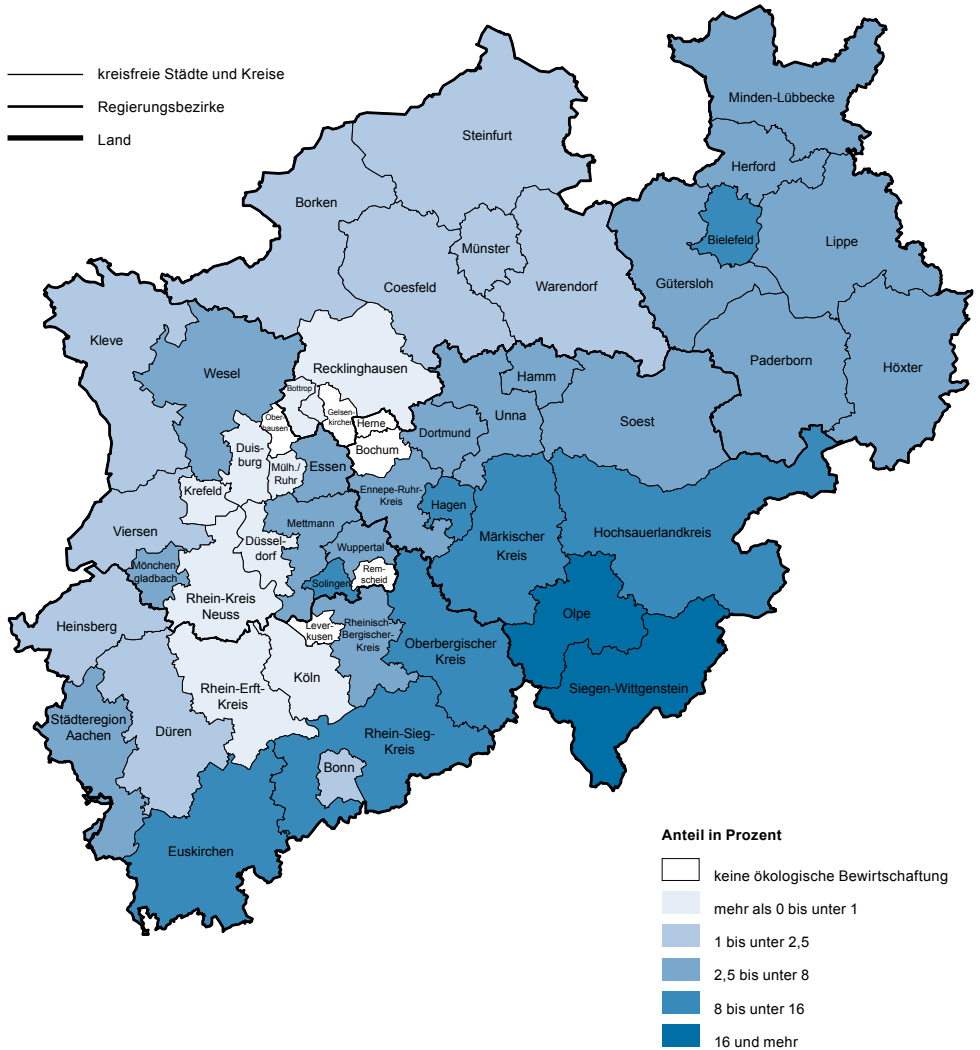 kreisfreie Städte und Kreise
Regierungsbezirke
Land
Minden-Lübbecke
Steinfurt
Herford
Borken
Münster
Bielefeld
Lippe
Coesfeld
Warendorf
Gütersloh
Kleve
Wesel
Recklinghausen
Paderborn
Höxter
Bottrop
Hamm
Ober-
hausen
Gelsen-
kirchen
Herne
Unna
Soest
Duis-
burg
Dortmund
Bochum
Mülh./
Ruhr
Essen
Krefeld
Ennepe-Ruhr-
Kreis
Hagen
Viersen
Mettmann
Düssel-
dorf
Märkischer
Kreis
Hochsauerlandkreis
Wuppertal
Mönchen
gladbach
Solingen
Rem-
scheid
Rhein-Kreis
Neuss
Heinsberg
Lever-
kusen
Rheinisch-
Bergischer-
Kreis
Oberbergischer
Kreis
Olpe
Köln
Rhein-Erft-
Kreis
Siegen-Wittgenstein
Städteregion
Aachen
Düren
Rhein-Sieg-
Kreis
Bonn
Euskirchen
Anteil in Prozent
keine ökologische Bewirtschaftung
mehr als 0 bis unter 1
1 bis unter 2,5
2,5 bis unter 8
8 bis unter 16
16 und mehr